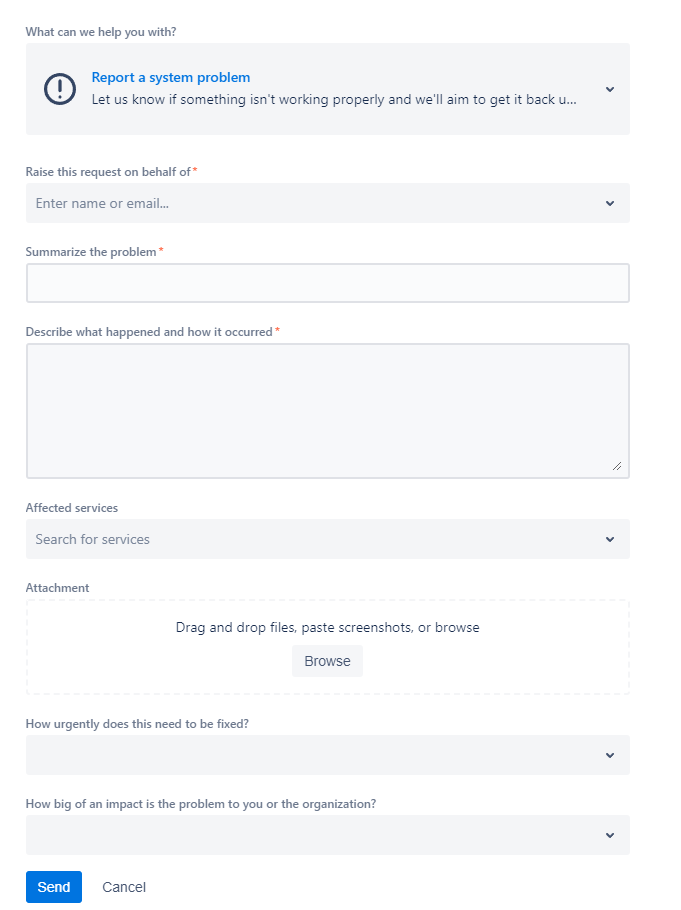 What can we help you with?
Report a system problem
Let us know if something isn't working properly and we'll aim to get it back u...
Raise this request on behalf of*
Enter name or email...
Summarize the problem*
Describe what happened and how it occurred*
Affected services
Search for services
Attachment
Drag and drop files, paste screenshots, or browse
Browse
How urgently does this need to be fixed?
How big of an impact is the problem to you or the organization?
Send Cancel